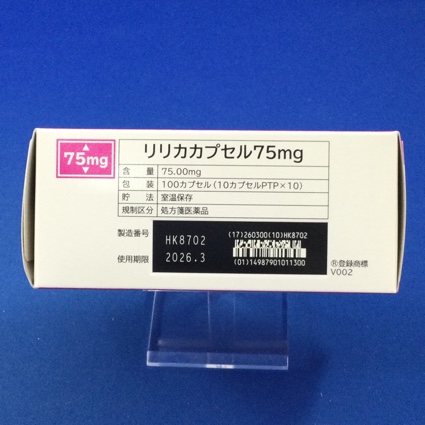 75mg
リリカカプセル75mg
含量 75.00mg
包装 100カプセル(10カプセルPTP×10)
貯法 室温保存
規制区分 処方箋医薬品
製造番号 HK8702
使用期限 2026.3
(17)260300(10)HK8702
(01)14987901011300
®登録商標
V002